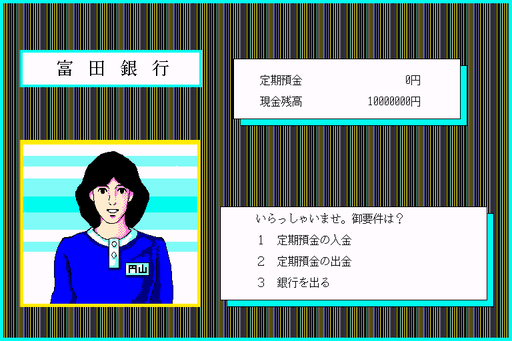 富田銀行
定期預金 0円
現金残高 10000000円
円山
いらっしゃいませ。御要件は？
1 定期預金の入金
2 定期預金の出金
3 銀行を出る